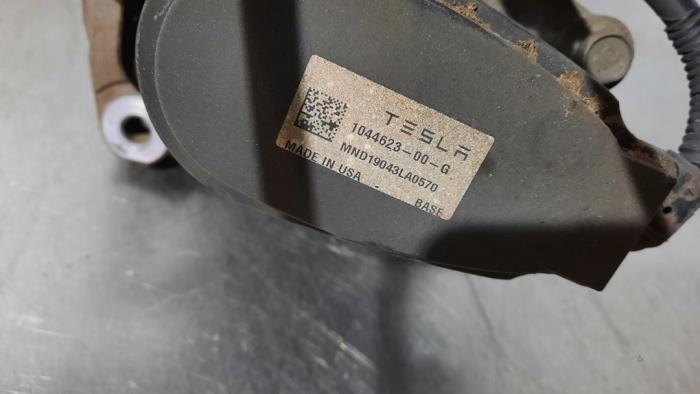 TESLA
1044623-00-G
MND19043LA0570
MADE IN USA
BASE